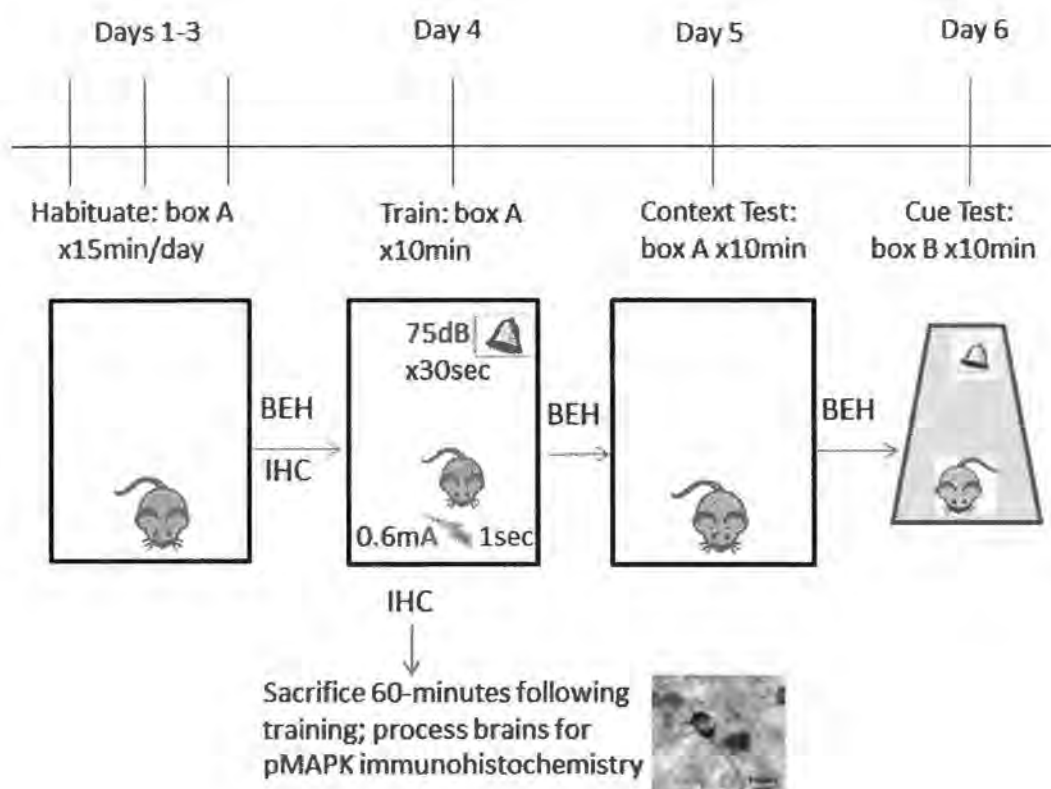 Days 1-3
Day 4
Day 5
Day 6
Habituate: box A
x15min/day
Train: box A
x10min
Context Test:
box A x10min
Cue Test:
box B x10min
75dB
x30sec
BEH
IHC
BEH
BEH
0.6mA
1sec
IHC
Sacrifice 60-minutes following
training; process brains for
pMAPK immunohistochemistry